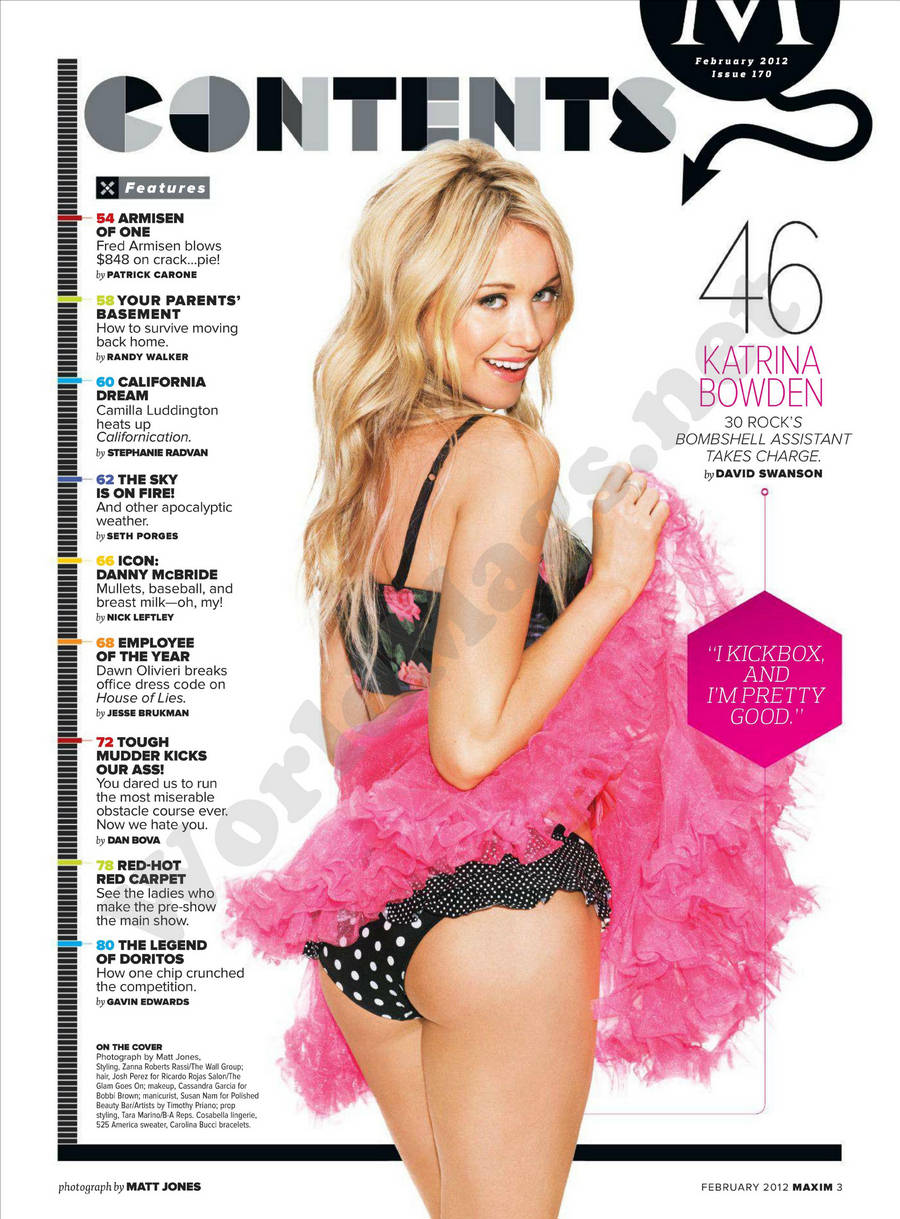 M
February 2012
Issue 170
CONTENTS
Features
54 ARMISEN
OF ONE
Fred Armisen blows
$848 on crack...pie!
by PATRICK CARONE
58 YOUR PARENTS'
BASEMENT
How to survive moving
back home.
by RANDY WALKER
60 CALIFORNIA
DREAM
Camilla Luddington
heats up
Californication.
by STEPHANIE RADVAN
62 THE SKY
IS ON FIRE!
And other apocalyptic
weather.
by SETH PORGES
66 ICON:
DANNY McBRIDE
Mullets, baseball, and
breast milk—oh, my!
by NICK LEFTLEY
68 EMPLOYEE
OF THE YEAR
Dawn Olivieri breaks
office dress code on
House of Lies.
by JESSE BRUKMAN
72 TOUGH
MUDDER KICKS
OUR ASS!
You dared us to run
the most miserable
obstacle course ever.
Now we hate you.
by DAN BOVA
78 RED-HOT
RED CARPET
See the ladies who
make the pre-show
the main show.
80 THE LEGEND
OF DORITOS
How one chip crunched
the competition.
by GAVIN EDWARDS
ON THE COVER
Photograph by Matt Jones,
Styling, Zanna Roberts Rassi/The Wall Group;
hair, Josh Perez for Ricardo Rojas Salon/The
Glam Goes On; makeup, Cassandra Garcia for
Bobbi Brown; manicurist, Susan Nam for Polished
Beauty Bar/Artists by Timothy Priano; prop
styling, Tara Marino/B-A Reps. Cosabella lingerie,
525 America sweater, Carolina Bucci bracelets.
46
KATRINA
BOWDEN
30 ROCK'S
BOMBSHELL ASSISTANT
TAKES CHARGE.
by DAVID SWANSON
"I KICKBOX,
AND
I'M PRETTY
GOOD."
WorldMags.net
photograph by MATT JONES
FEBRUARY 2012 MAXIM 3